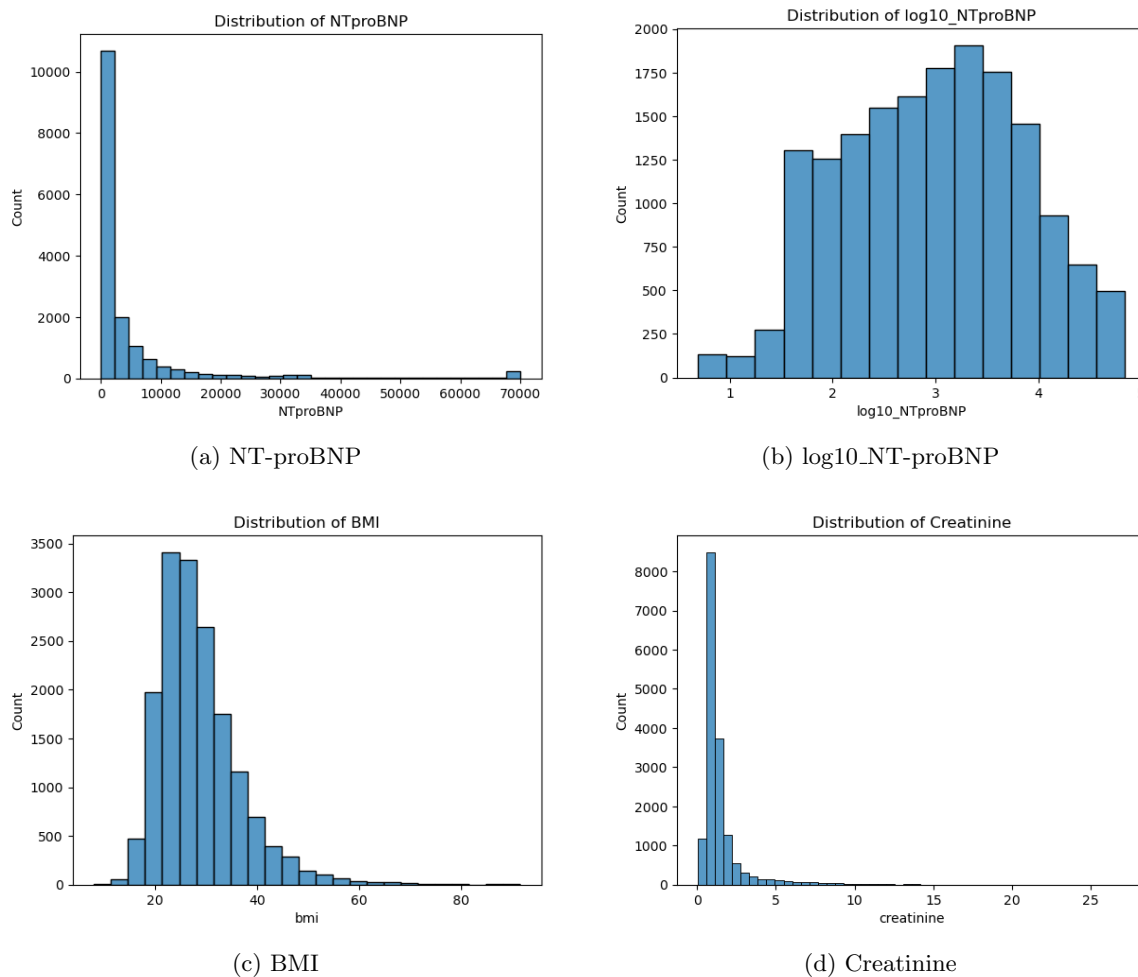 Distribution of NTproBNP
10000
8000
6000
4000
2000
0
Count
0 10000 20000 30000 40000 50000 60000 70000
NTproBNP
(a) NT-proBNP
Distribution of log10_NTproBNP
2000
1750
1500
1250
1000
750
500
250
0
Count
1 2 3 4
log10_NTproBNP
(b) log10_NT-proBNP
Distribution of BMI
3500
3000
2500
2000
1500
1000
500
0
Count
20 40 60 80
bmi
(c) BMI
Distribution of Creatinine
8000
7000
6000
5000
4000
3000
2000
1000
0
Count
0 5 10 15 20 25
creatinine
(d) Creatinine